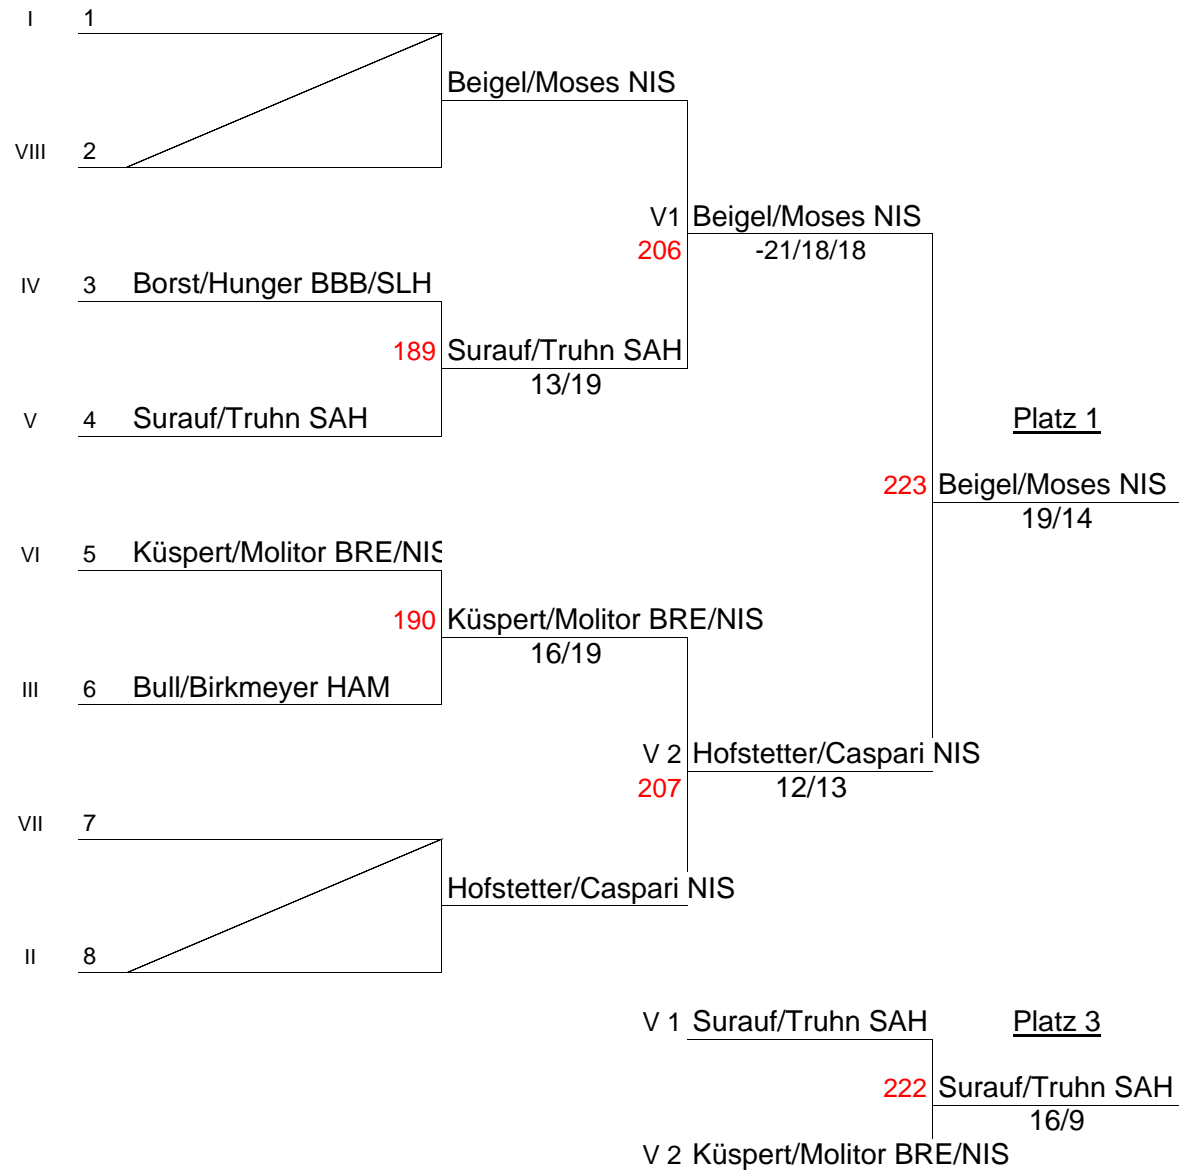 I 1
Beigel/Moses NIS
VIII 2
V1 Beigel/Moses NIS
206 -21/18/18
IV 3 Borst/Hunger BBB/SLH
189 Surauf/Truhn SAH
13/19
V 4 Surauf/Truhn SAH
Platz 1
223 Beigel/Moses NIS
19/14
VI 5 Küspert/Molitor BRE/NIS
190 Küspert/Molitor BRE/NIS
16/19
III 6 Bull/Birkmeyer HAM
V 2 Hofstetter/Caspari NIS
207 12/13
VII 7
Hofstetter/Caspari NIS
II 8
V 1 Surauf/Truhn SAH Platz 3
222 Surauf/Truhn SAH
16/9
V 2 Küspert/Molitor BRE/NIS